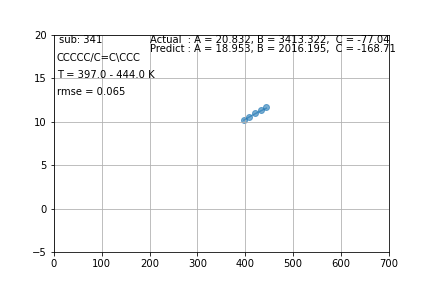 sub: 341
Actual : A = 20.832, B = 3413.322, C = -77.04
Predict : A = 18.953, B = 2016.195, C = -168.71
CCCCC/C=C\CCC
T = 397.0 - 444.0 K
rmse = 0.065
20
15
10
5
0
−5
0 100 200 300 400 500 600 700